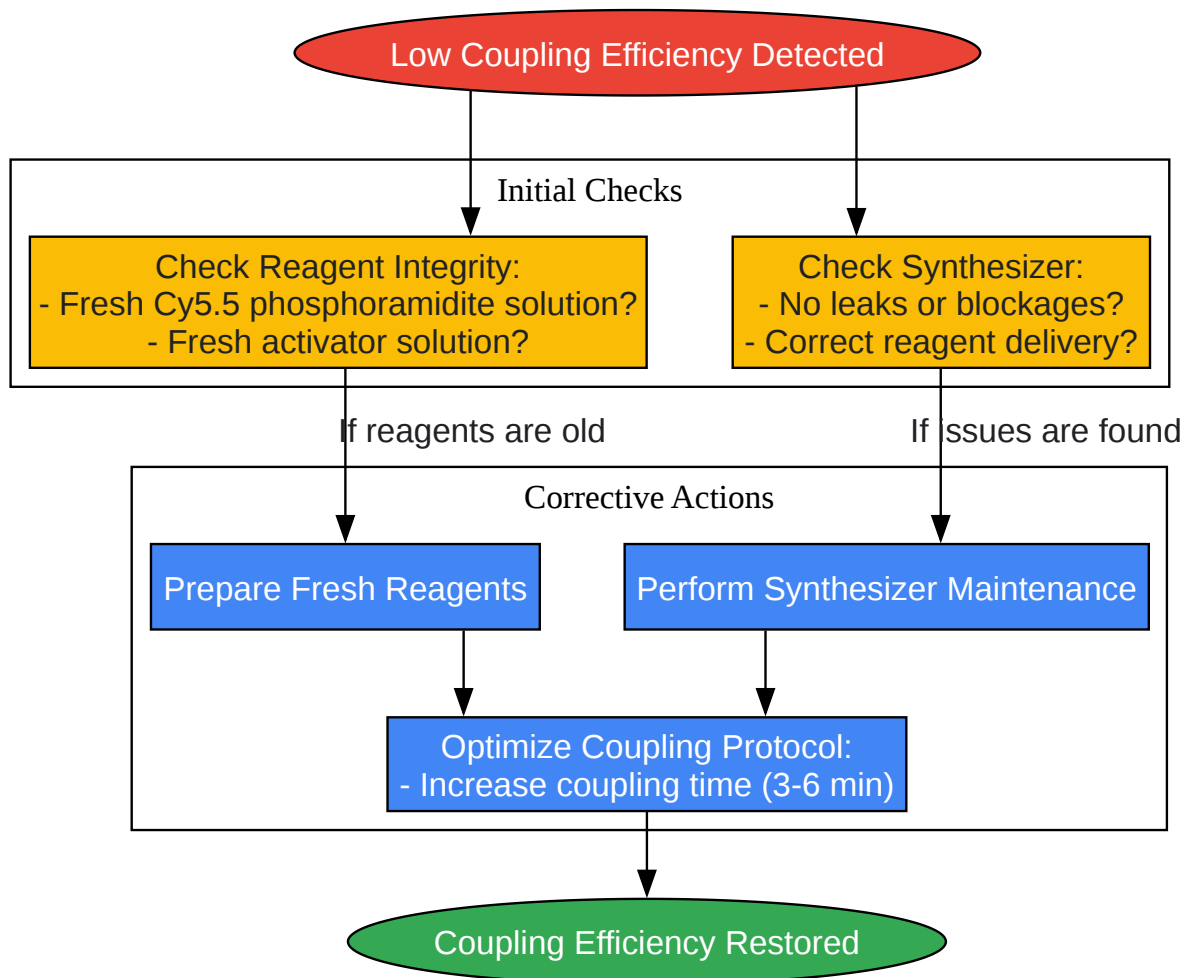 Low Coupling Efficiency Detected
Initial Checks
Check Reagent Integrity:
- Fresh Cy5.5 phosphoramidite solution?
- Fresh activator solution?
Check Synthesizer:
- No leaks or blockages?
- Correct reagent delivery?
If reagents are old
If issues are found
Corrective Actions
Prepare Fresh Reagents
Perform Synthesizer Maintenance
Optimize Coupling Protocol:
- Increase coupling time (3-6 min)
Coupling Efficiency Restored